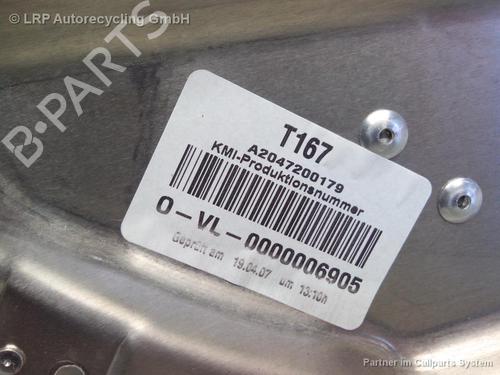 © LRP Autorecycling GmbH
B-PARTS
T167
A2047200179
KMI-Produktionsnummer
O-VL-0000006905
Geprüft am 19.04.07 um 13:10h
Partner im Callparts System